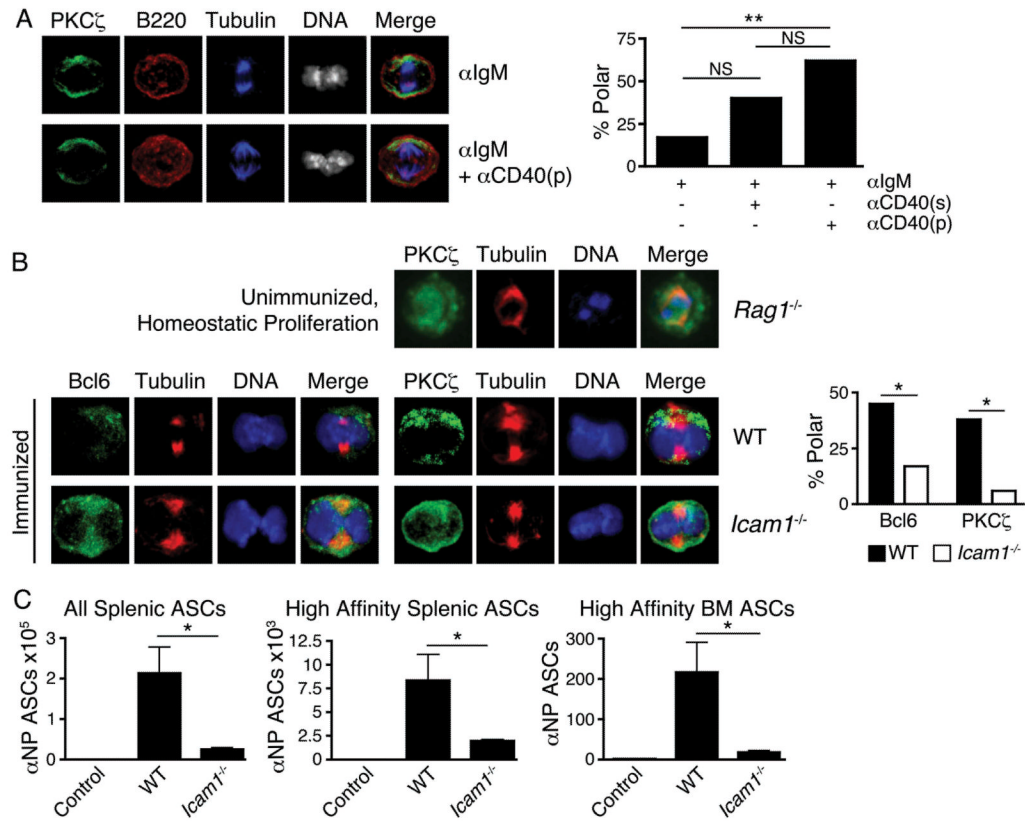 A
PKCζ B220 Tubulin DNA Merge
αIgM
αIgM
+ αCD40(p)
% Polar
75
50
25
0
**
NS
NS
+ + + αIgM
- + - αCD40(s)
- - + αCD40(p)
B
PKCζ Tubulin DNA Merge
Unimmunized,
Homeostatic Proliferation
Rag1-/-
Immunized
Bcl6 Tubulin DNA Merge PKCζ Tubulin DNA Merge
WT
Icam1-/-
% Polar
50
25
0
* *
Bcl6 PKCζ
WT Icam1-/-
C
All Splenic ASCs
αNP ASCs x105
3
2
1
0
*
Control WT Icam1-/-
High Affinity Splenic ASCs
αNP ASCs x103
12.5
10
7.5
5
2.5
0
*
Control WT Icam1-/-
High Affinity BM ASCs
αNP ASCs
300
200
100
0
*
Control WT Icam1-/-